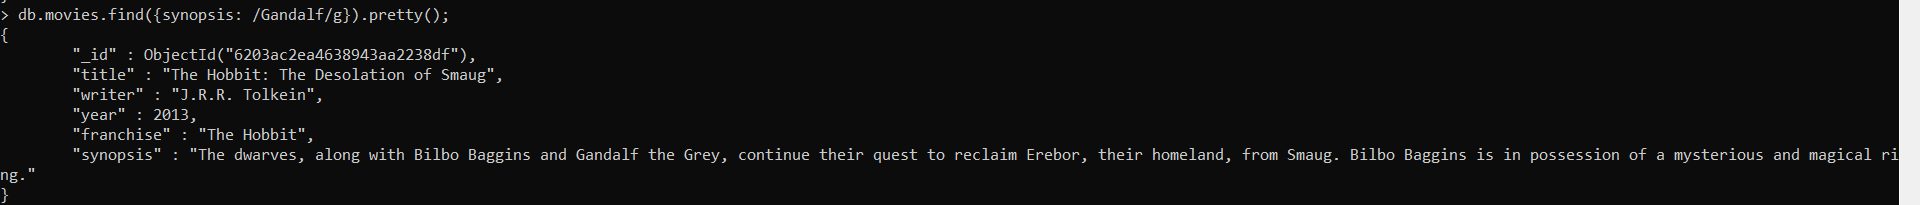 > db.movies.find({synopsis: /Gandalf/g}).pretty();
{
        "_id" : ObjectId("6203ac2ea4638943aa2238df"),
        "title" : "The Hobbit: The Desolation of Smaug",
        "writer" : "J.R.R. Tolkein",
        "year" : 2013,
        "franchise" : "The Hobbit",
        "synopsis" : "The dwarves, along with Bilbo Baggins and Gandalf the Grey, continue their quest to reclaim Erebor, their homeland, from Smaug. Bilbo Baggins is in possession of a mysterious and magical ri
ng."
}